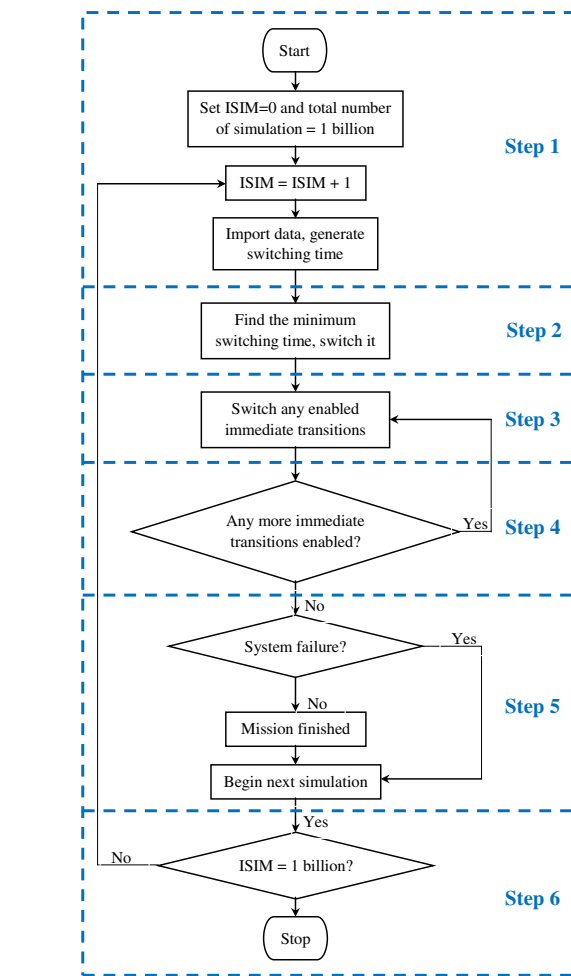 Start
Set ISIM=0 and total number
of simulation = 1 billion
Step 1
ISIM = ISIM + 1
Import data, generate
switching time
Find the minimum
switching time, switch it
Step 2
Switch any enabled
immediate transitions
Step 3
Any more immediate
transitions enabled?
Yes
Step 4
No
System failure?
Yes
No
Step 5
Mission finished
Begin next simulation
Yes
No
ISIM = 1 billion?
Step 6
Stop